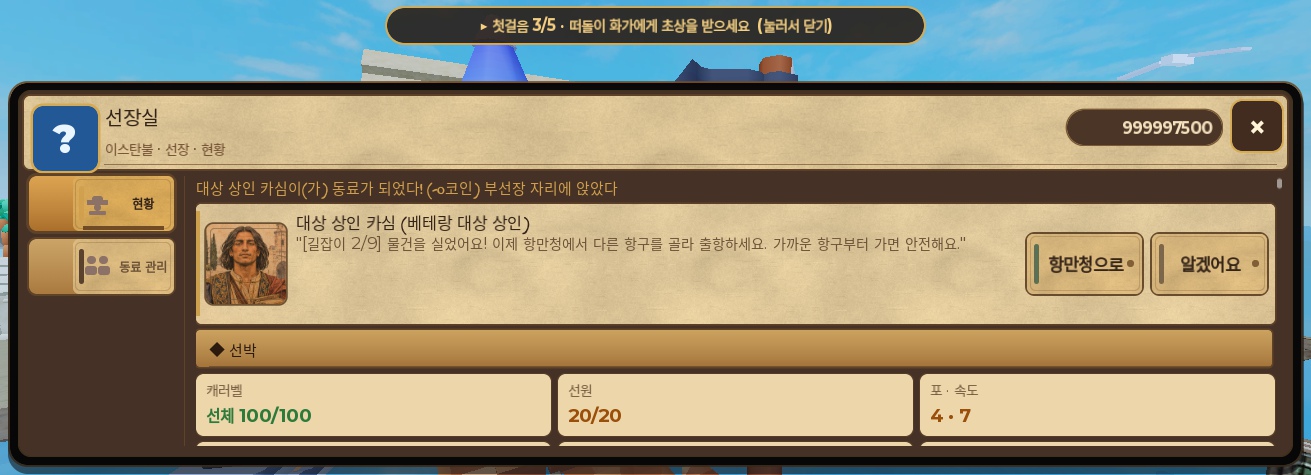 ▸ 첫걸음 3/5 · 떠돌이 화가에게 초상을 받으세요 (눌러서 닫기)
?
선장실
999997500
×
이스탄불 · 선장 · 현황
현황
동료 관리
대상 상인 카심이(가) 동료가 되었다! (-0코인) 부선장 자리에 앉았다
대상 상인 카심 (베테랑 대상 상인)
"[길잡이 2/9] 물건을 실었어요! 이제 항만청에서 다른 항구를 골라 출항하세요. 가까운 항구부터 가면 안전해요."
항만청으로
알겠어요
◆ 선박
캐러벨
선체 100/100
선원
20/20
포 · 속도
4 · 7